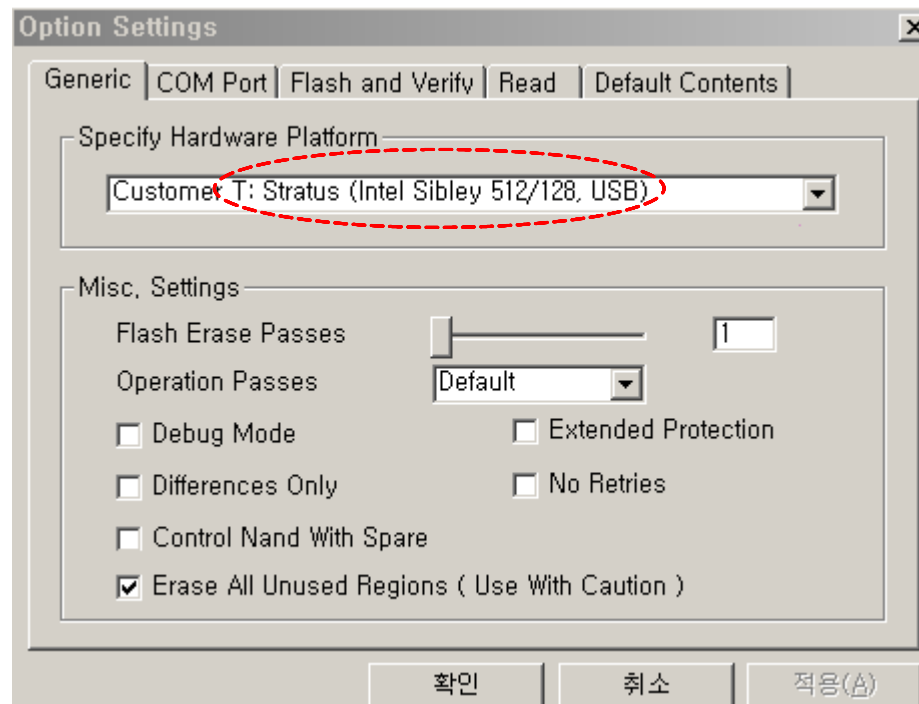 Option Settings
Generic COM Port Flash and Verify Read Default Contents
Specify Hardware Platform
Customer T: Stratus (Intel Sibley 512/128, USB)
Misc. Settings
Flash Erase Passes 1
Operation Passes Default
Debug Mode Extended Protection
Differences Only No Retries
Control Nand With Spare
Erase All Unused Regions ( Use With Caution )
확인 취소 적용(A)